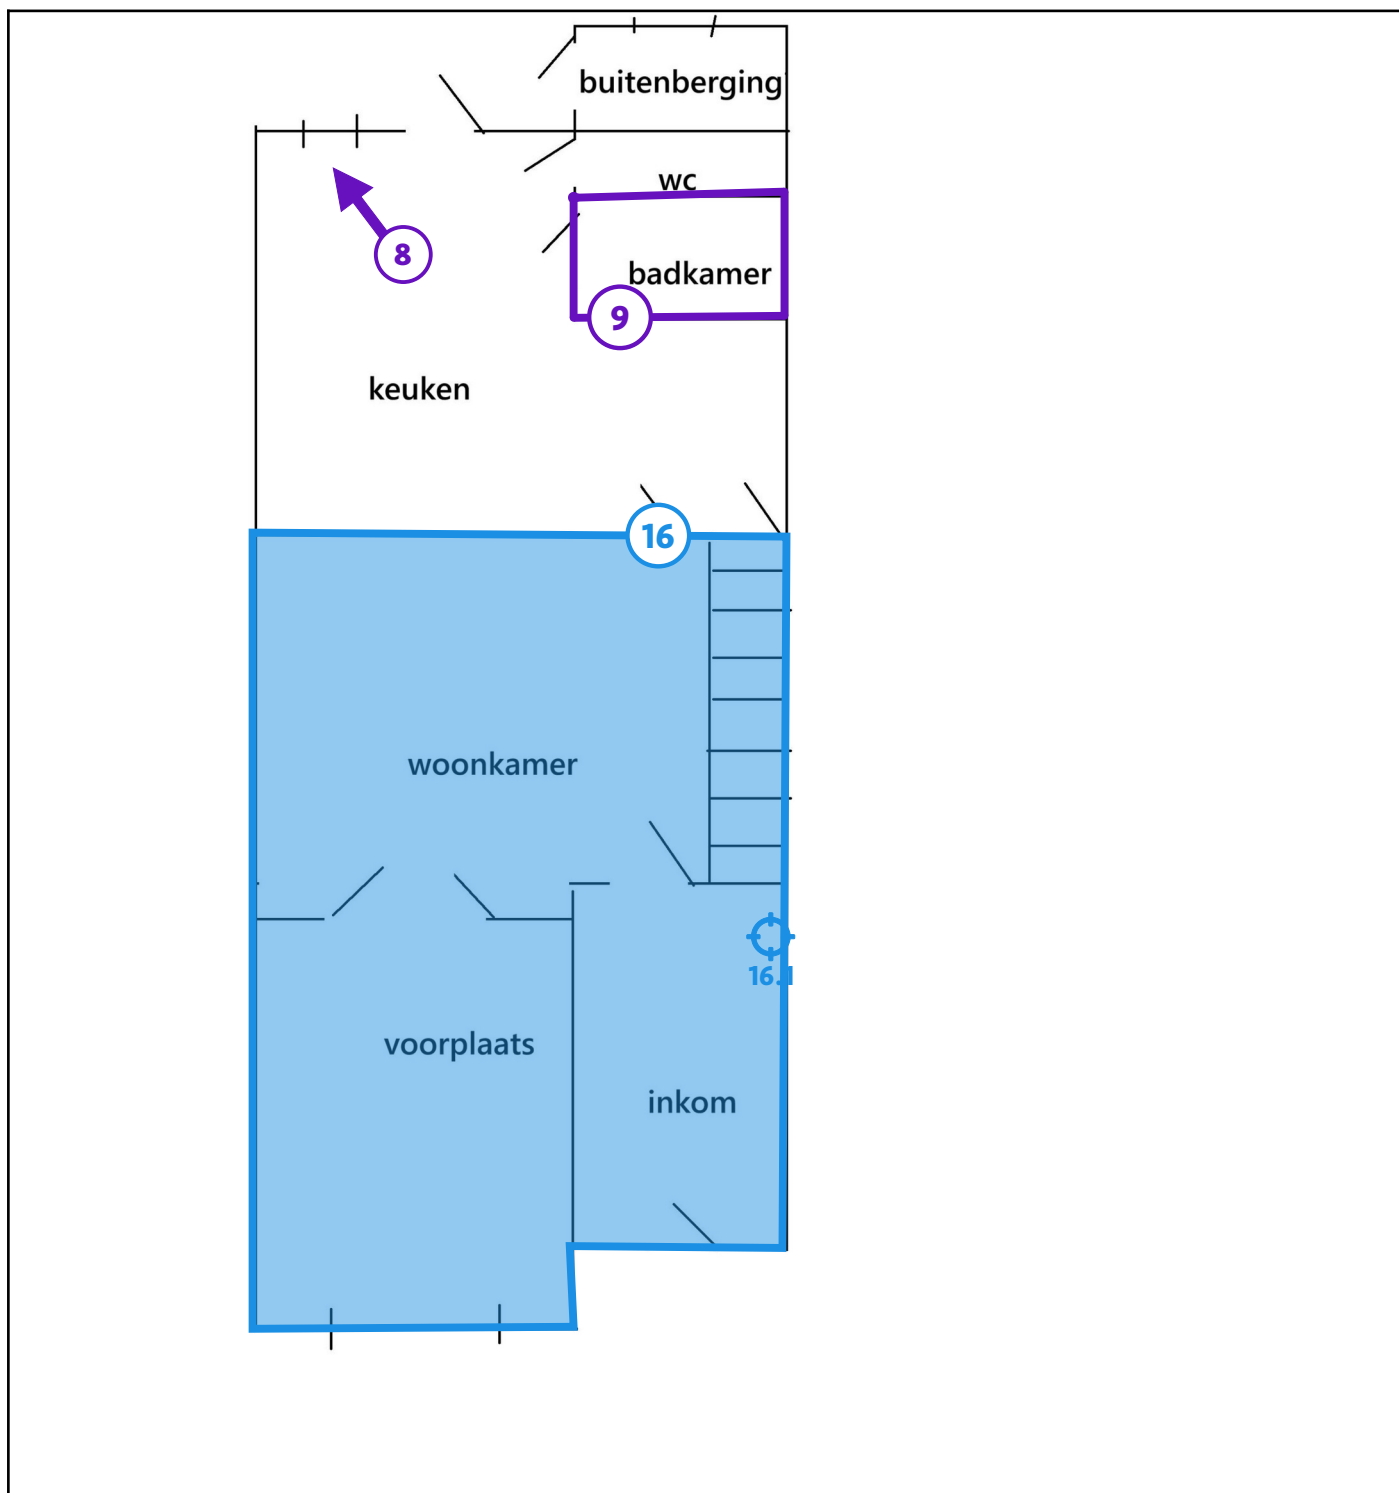 buitenberging
wc
8
badkamer
9
keuken
16
woonkamer
16.1
voorplaats
inkom